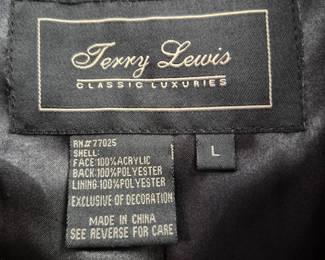 Terry Lewis
CLASSIC LUXURIES
RN#77025
SHELL:
FACE:100%ACRYLIC
BACK:100%POLYESTER
LINING:100%POLYESTER
EXCLUSIVE OF DECORATION
MADE IN CHINA
SEE REVERSE FOR CARE
L